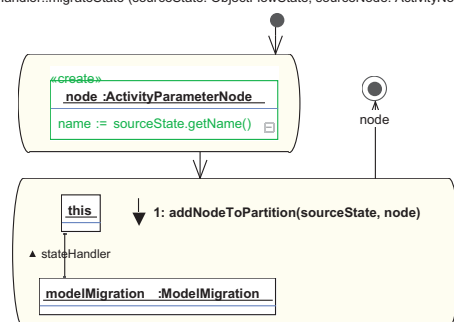 Handler::migrateState (sourceState: ObjectFlowState, sourceNode: ActivityNo
«create»
node :ActivityParameterNode
name := sourceState.getName()
node
this
1: addNodeToPartition(sourceState, node)
▲ stateHandler
modelMigration :ModelMigration